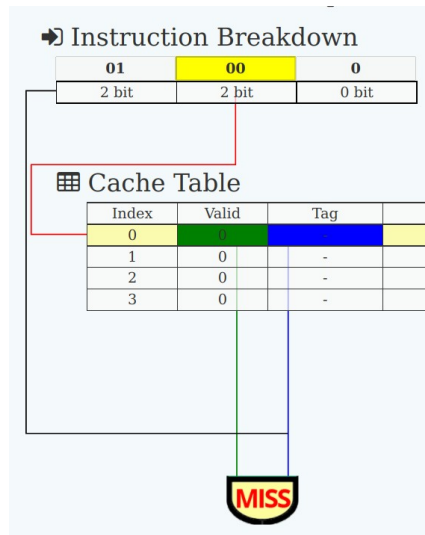 Instruction Breakdown
01 00 0
2 bit 2 bit 0 bit
Cache Table
Index Valid Tag
0 0 -
1 0 -
2 0 -
3 0 -
MISS